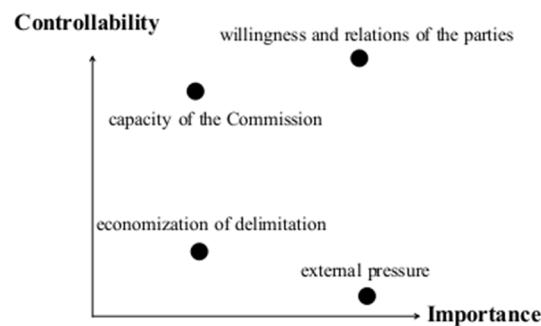 Controllability
willingness and relations of the parties
capacity of the Commission
economization of delimitation
external pressure
Importance